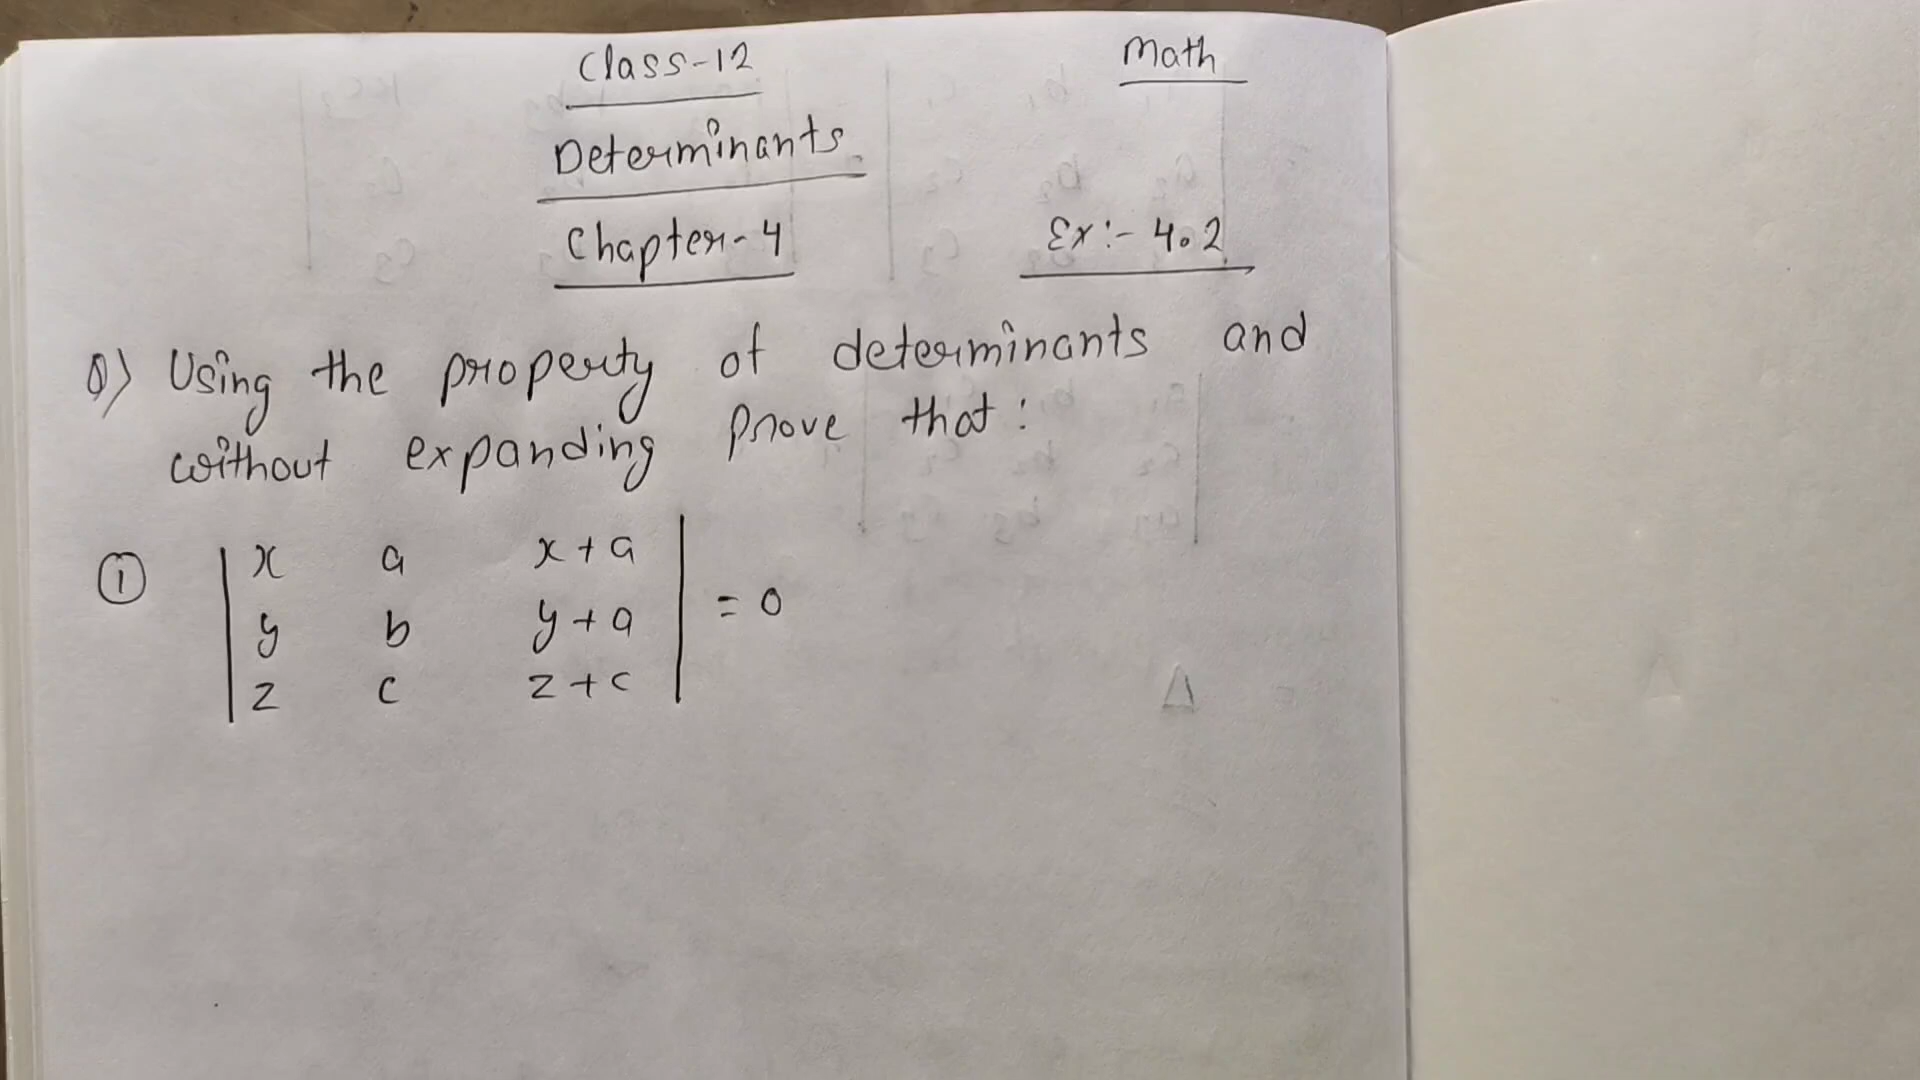 Class-12
Math
Determinants
Chapter-4
Ex:- 4.2
Q) Using the property of determinants and
without expanding prove that:
① | x a x+a |
| y b y+a | = 0
| z c z+c |